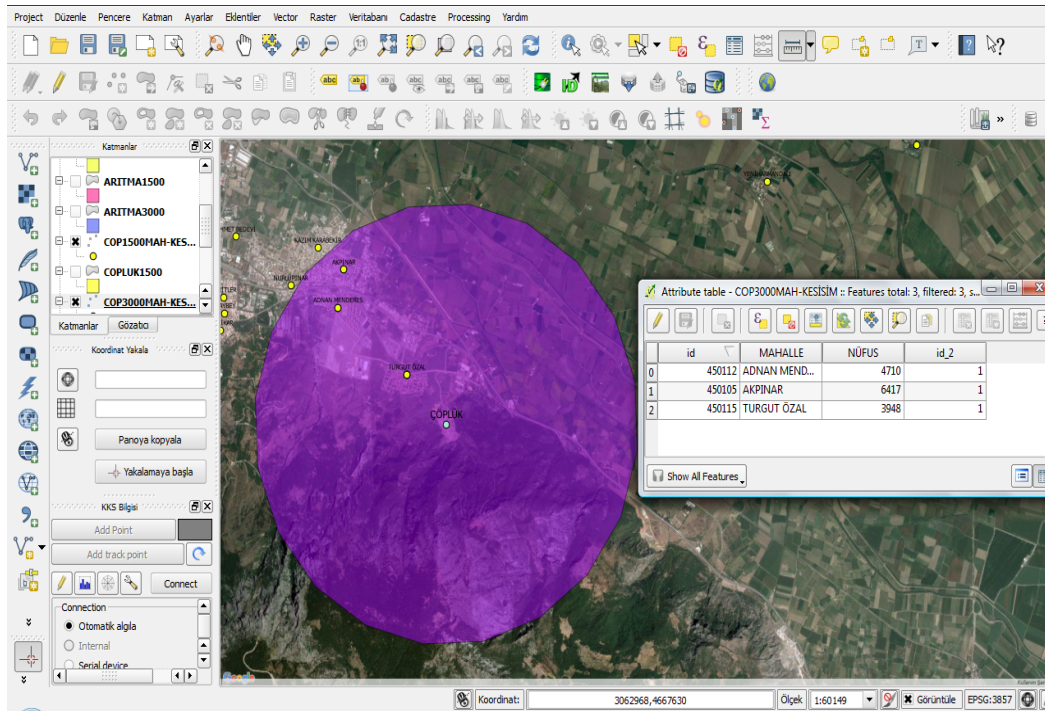 Project Düzenle Pencere Katman Ayarlar Eklentiler Vector Raster Veritabanı Cadastre Processing Yardım
Katmanlar
ARITMA1500
ARITMA3000
COP1500MAH-KES...
COPLUK1500
COP3000MAH-KES...
Katmanlar Gözatıcı
Koordinat Yakala
Panoya kopyala
Yakalamaya başla
KKS Bilgisi
Add Point
Add track point
Connect
Connection
Otomatik algıla
Internal
Serial device
KAZIM KARABEKİR
AKPINAR
NURLUPINAR
ADNAN MENDERES
TURGUT ÖZAL
ÇÖPLÜK
Google
Attribute table - COP3000MAH-KESİSİM :: Features total: 3, filtered: 3, s...
id MAHALLE NÜFUS id_2
0 450112 ADNAN MEND... 4710 1
1 450105 AKPINAR 6417 1
2 450115 TURGUT ÖZAL 3948 1
Show All Features
Koordinat: 3062968,4667630 Ölçek 1:60149 Görüntüle EPSG:3857